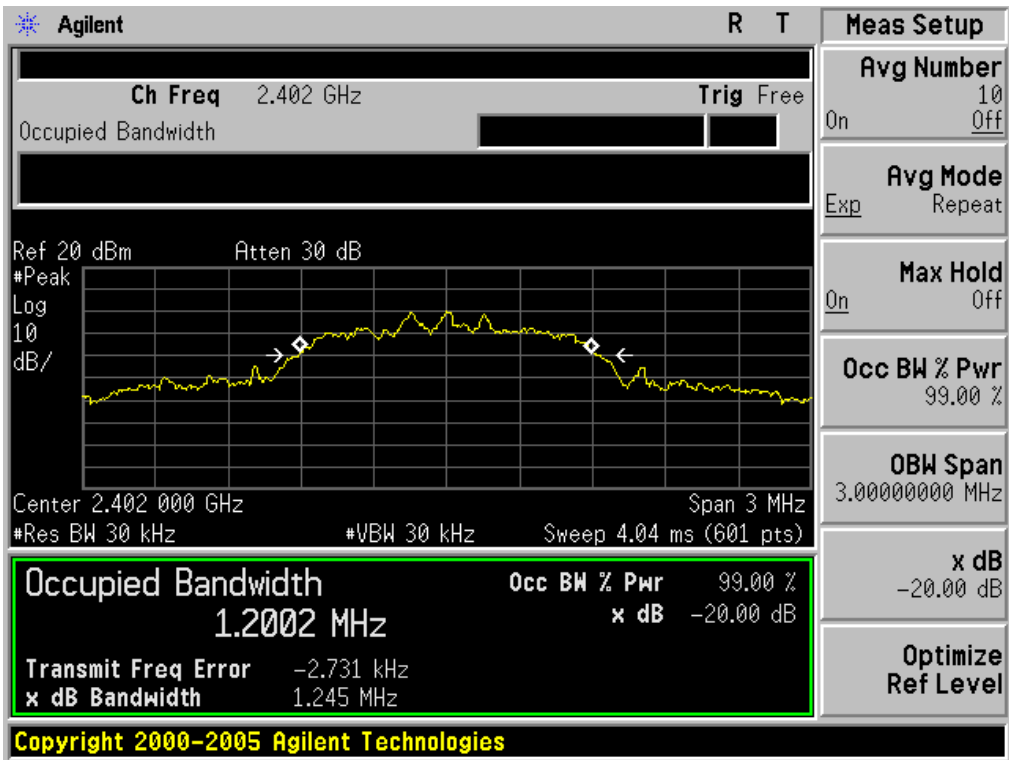 Agilent R T
Ch Freq 2.402 GHz Trig Free
Occupied Bandwidth
Ref 20 dBm Atten 30 dB
#Peak
Log
10
dB/
Center 2.402 000 GHz Span 3 MHz
#Res BW 30 kHz #VBW 30 kHz Sweep 4.04 ms (601 pts)
Occupied Bandwidth Occ BW % Pwr 99.00 %
1.2002 MHz x dB -20.00 dB
Transmit Freq Error -2.731 kHz
x dB Bandwidth 1.245 MHz
Copyright 2000-2005 Agilent Technologies
Meas Setup
Avg Number
10
On Off
Avg Mode
Exp Repeat
Max Hold
On Off
Occ BW % Pwr
99.00 %
OBW Span
3.00000000 MHz
x dB
-20.00 dB
Optimize
Ref Level